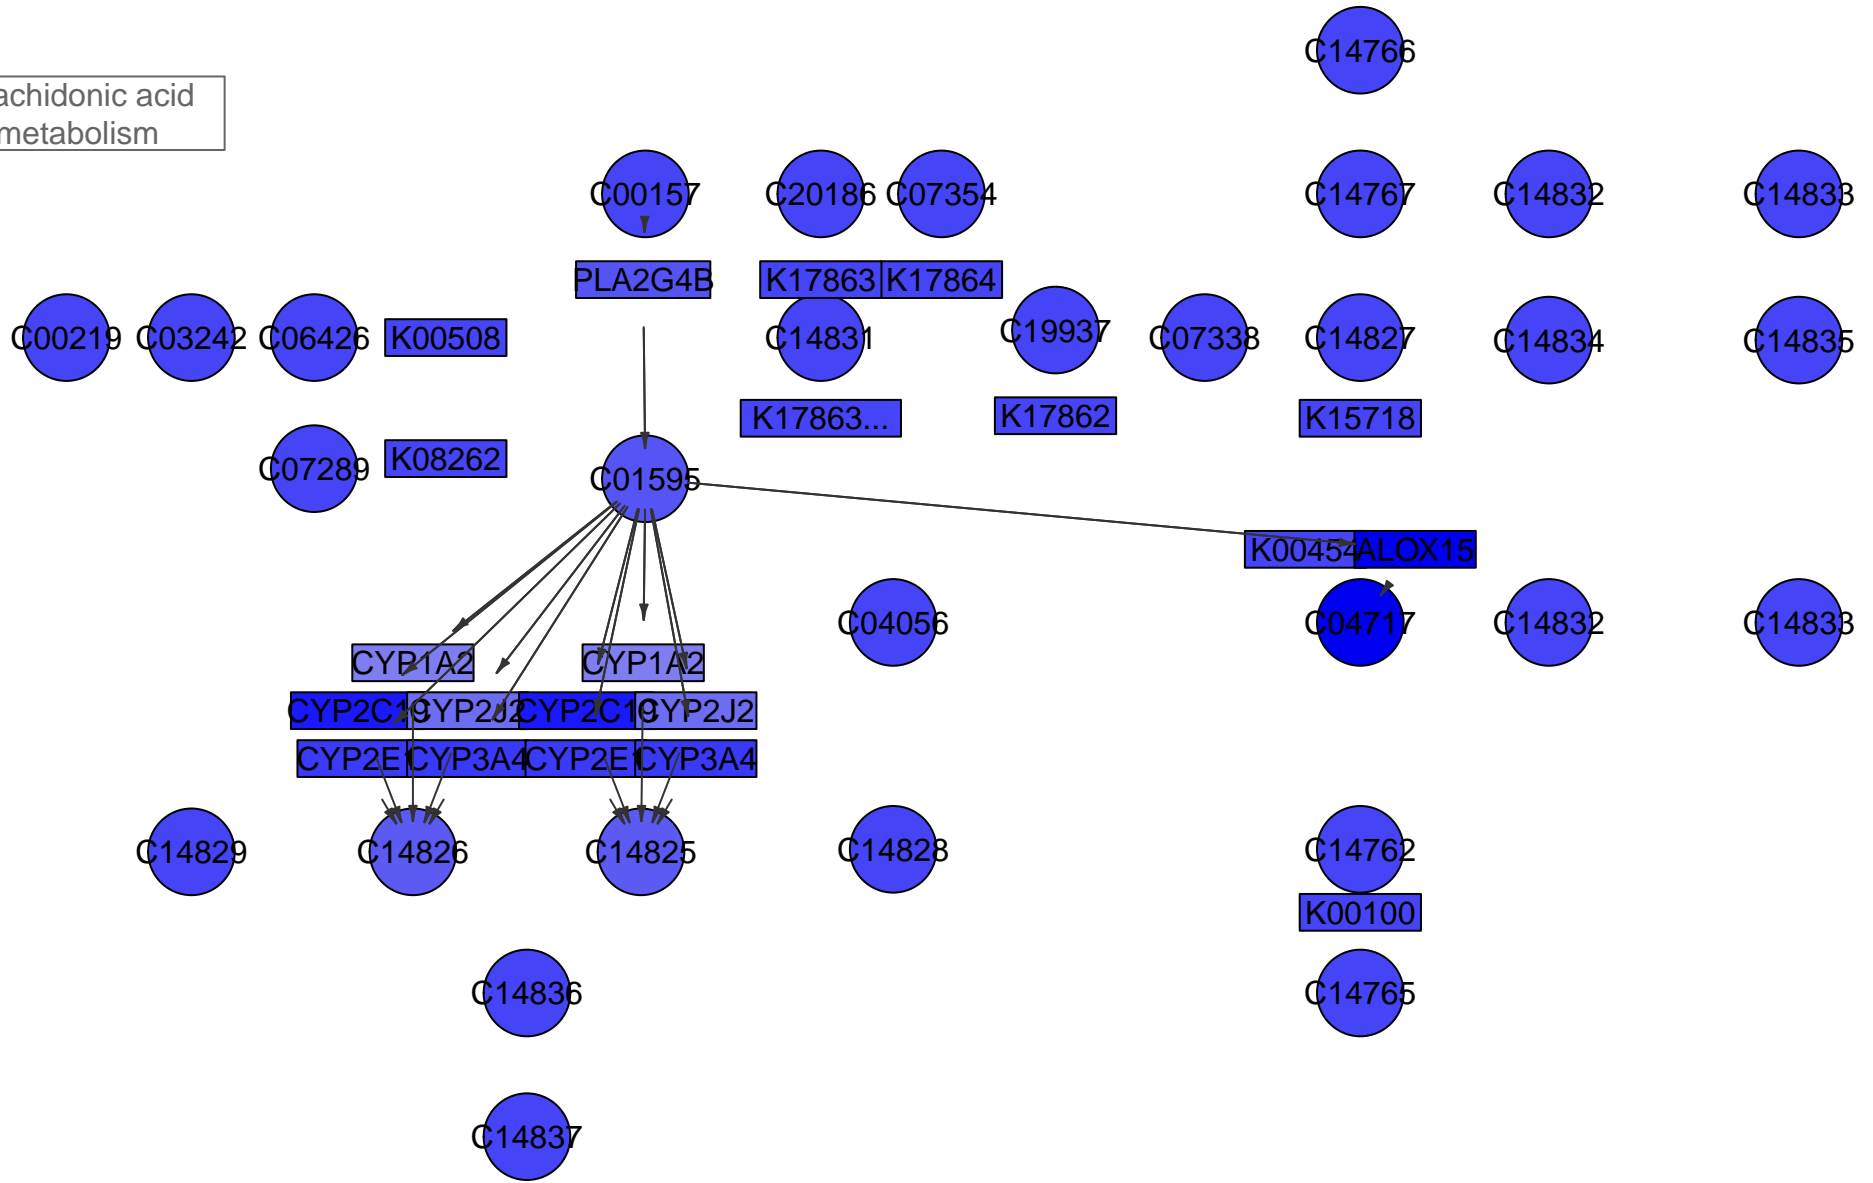 C14766
achidonic acid
metabolism
C00157
C20186
C07354
C14767
C14832
C14833
PLA2G4B
K17863
K17864
C00219
C03242
C06426
K00508
C14831
C19937
C07338
C14827
C14834
C14835
K17863...
K17862
K15718
C07289
K08262
C01595
K00454
ALOX15
C04056
C04717
C14832
C14833
CYP1A2
CYP1A2
CYP2C19
CYP2J2
CYP2C19
CYP2J2
CYP2E1
CYP3A4
CYP2E1
CYP3A4
C14829
C14826
C14825
C14828
C14762
K00100
C14836
C14765
C14837